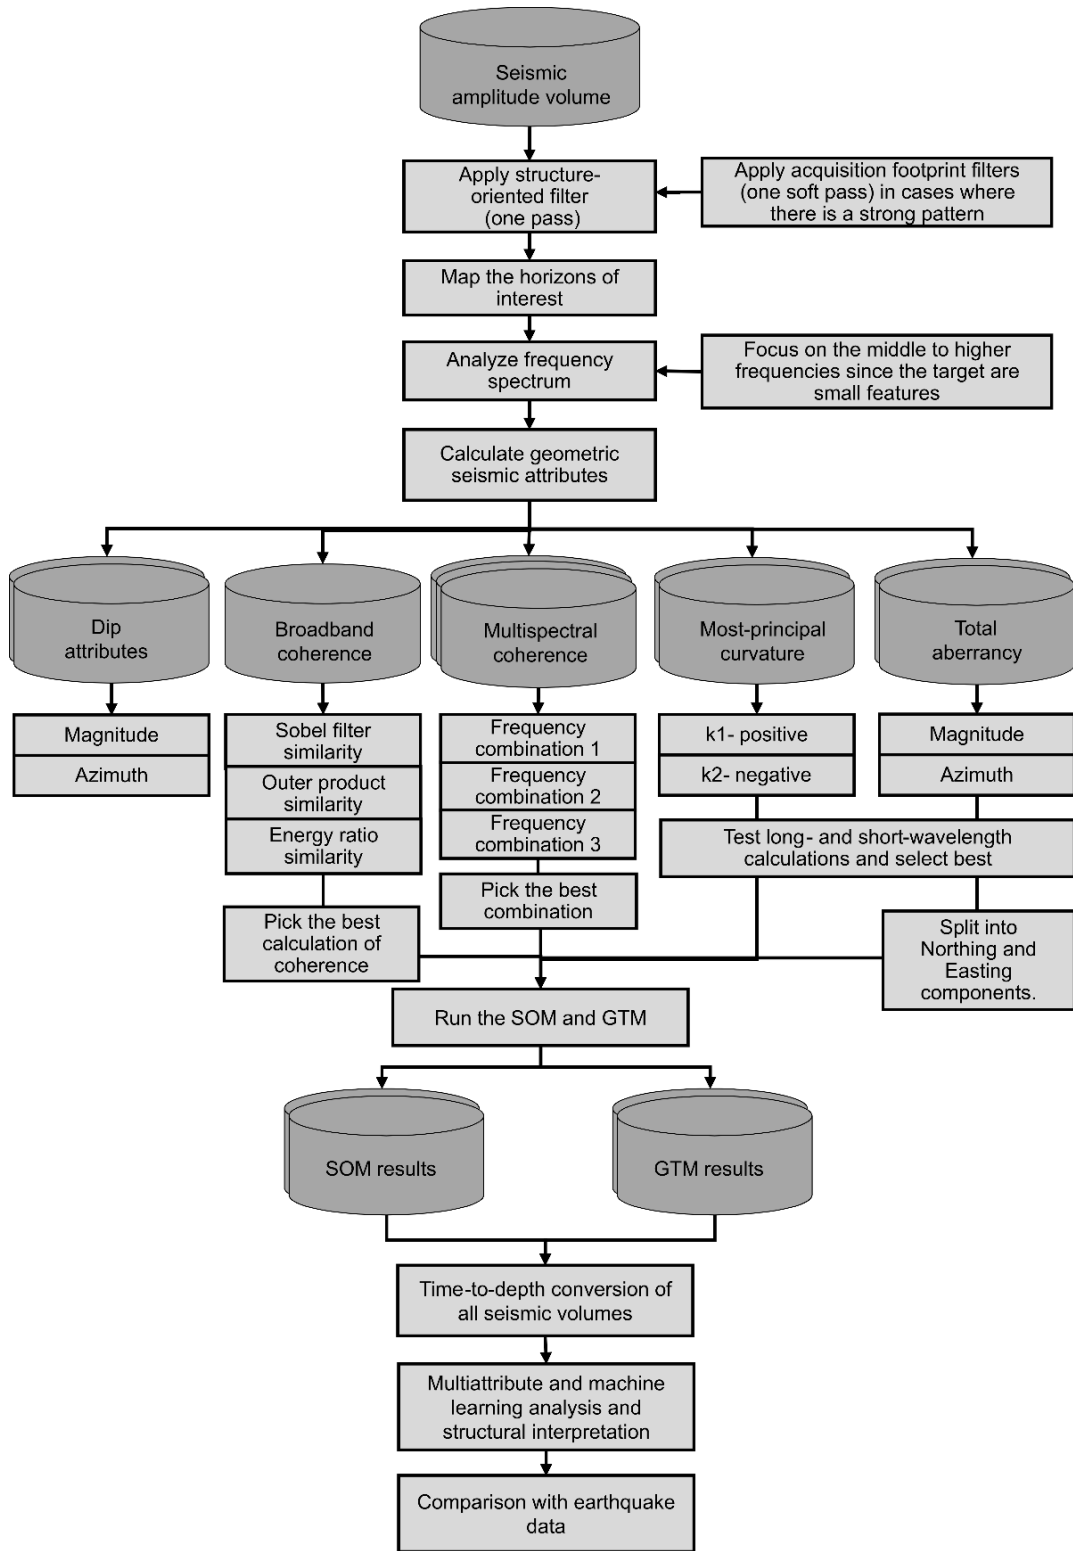 Seismic
amplitude volume
Apply structure-
oriented filter
(one pass)
Apply acquisition footprint filters
(one soft pass) in cases where
there is a strong pattern
Map the horizons of
interest
Analyze frequency
spectrum
Focus on the middle to higher
frequencies since the target are
small features
Calculate geometric
seismic attributes
Dip
attributes
Broadband
coherence
Multispectral
coherence
Most-principal
curvature
Total
aberrancy
Magnitude
Azimuth
Sobel filter
similarity
Outer product
similarity
Energy ratio
similarity
Pick the best
calculation of
coherence
Frequency
combination 1
Frequency
combination 2
Frequency
combination 3
Pick the best
combination
k1- positive
k2- negative
Magnitude
Azimuth
Test long- and short-wavelength
calculations and select best
Split into
Northing and
Easting
components.
Run the SOM and GTM
SOM results
GTM results
Time-to-depth conversion of
all seismic volumes
Multiattribute and machine
learning analysis and
structural interpretation
Comparison with earthquake
data